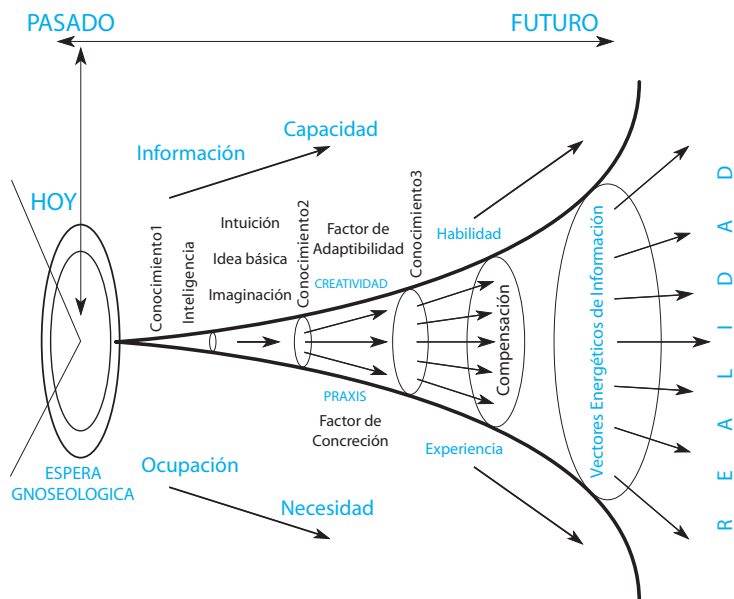 PASADO
FUTURO
Capacidad
Información
HOY
Conocimiento1
Inteligencia
Intuición
Idea básica
Imaginación
Conocimiento2
Factor de
Adaptibilidad
CREATIVIDAD
Conocimiento3
Habilidad
Compensación
Vectores Energéticos de Información
REALIDAD
PRAXIS
Factor de
Concreción
Experiencia
Ocupación
Necesidad
ESPERA
GNOSEOLOGICA